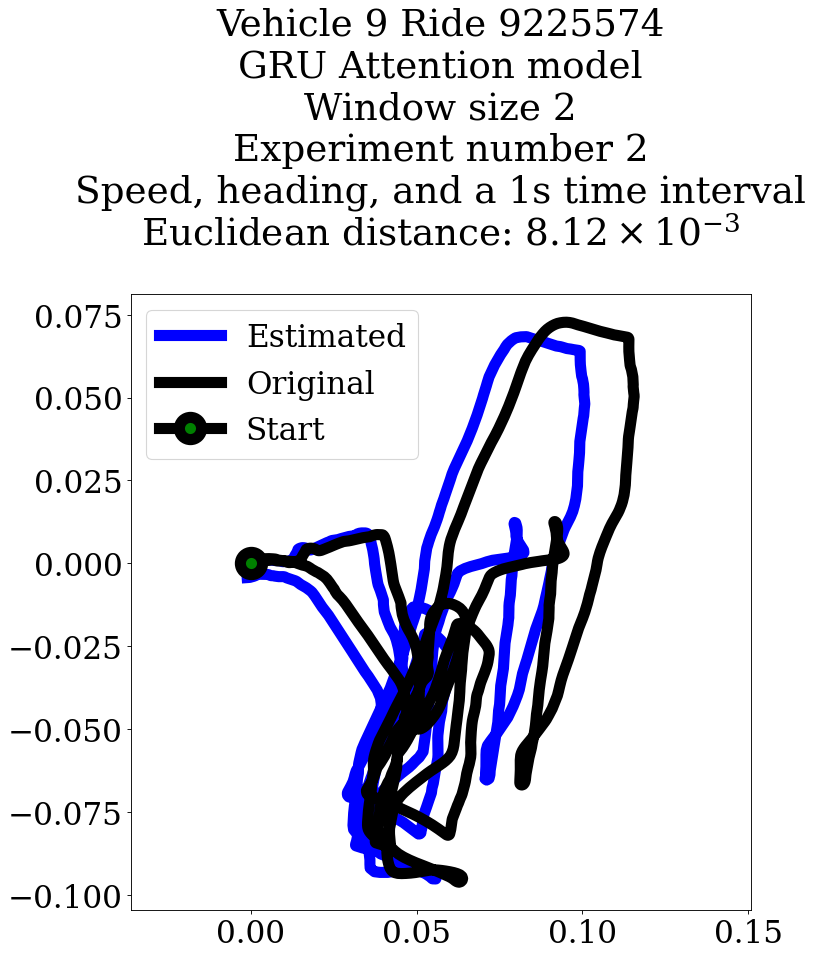 Vehicle 9 Ride 9225574
GRU Attention model
Window size 2
Experiment number 2
Speed, heading, and a 1s time interval
Euclidean distance: 8.12 × 10⁻³
Estimated
Original
Start
0.075
0.050
0.025
0.000
−0.025
−0.050
−0.075
−0.100
0.00 0.05 0.10 0.15